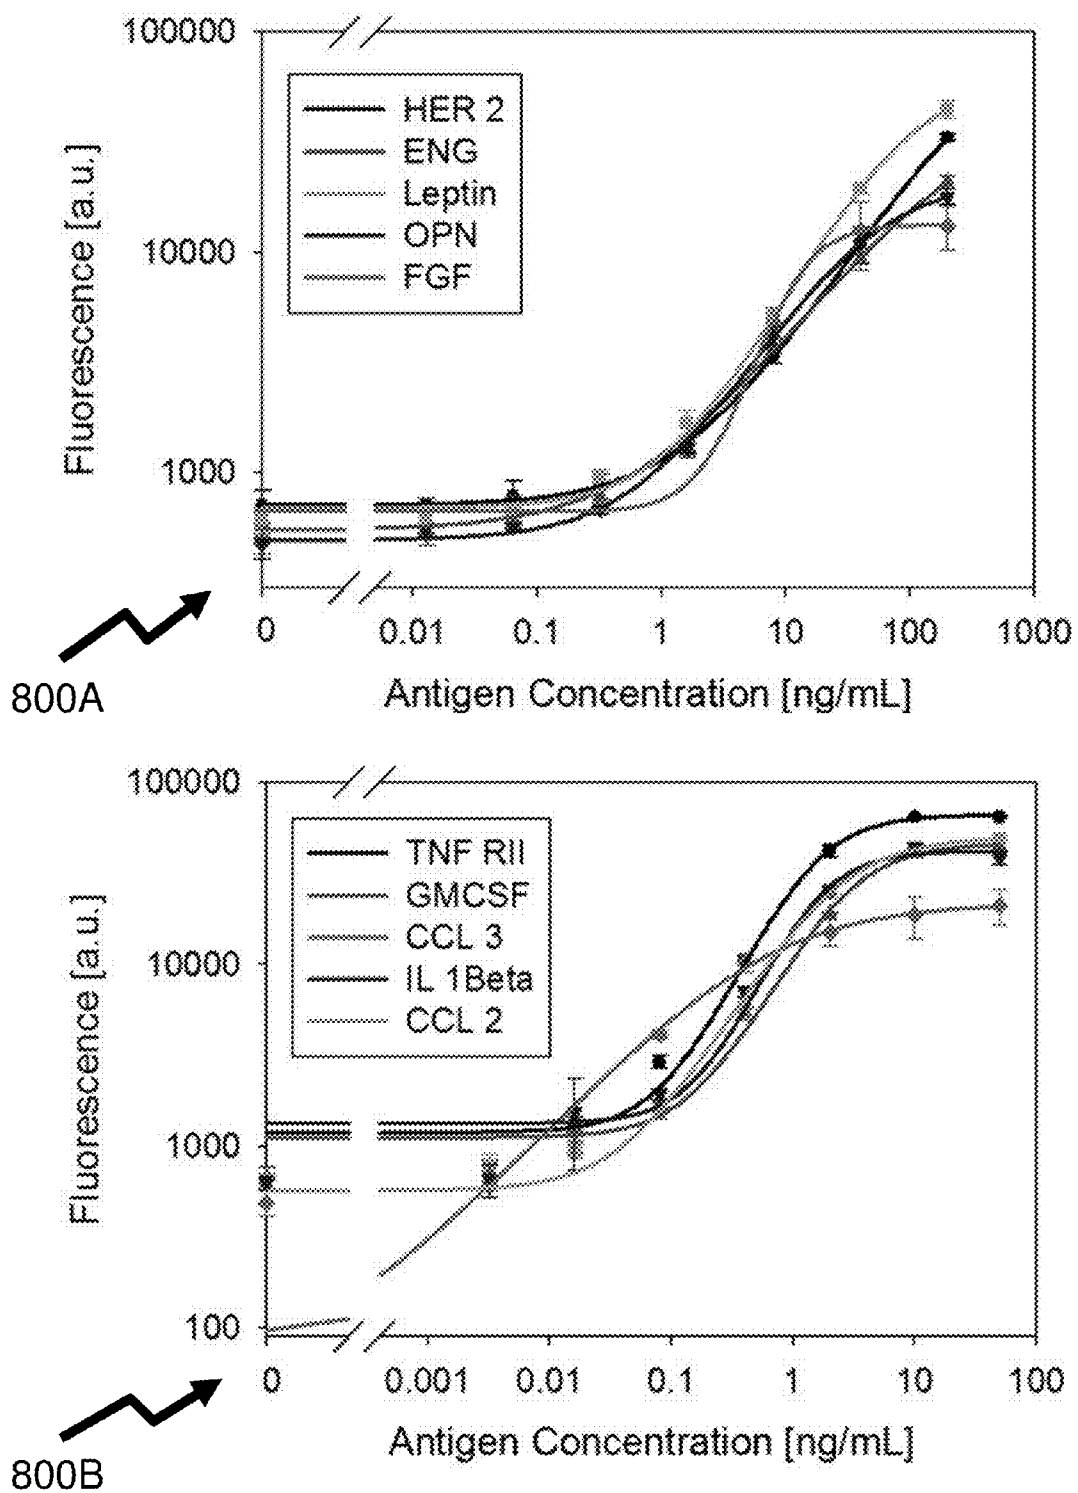 100000
10000
1000
Fluorescence [a.u.]
HER 2
ENG
Leptin
OPN
FGF
0 0.01 0.1 1 10 100 1000
Antigen Concentration [ng/mL]
800A
100000
10000
1000
100
Fluorescence [a.u.]
TNF RII
GMCSF
CCL 3
IL 1Beta
CCL 2
0 0.001 0.01 0.1 1 10 100
Antigen Concentration [ng/mL]
800B